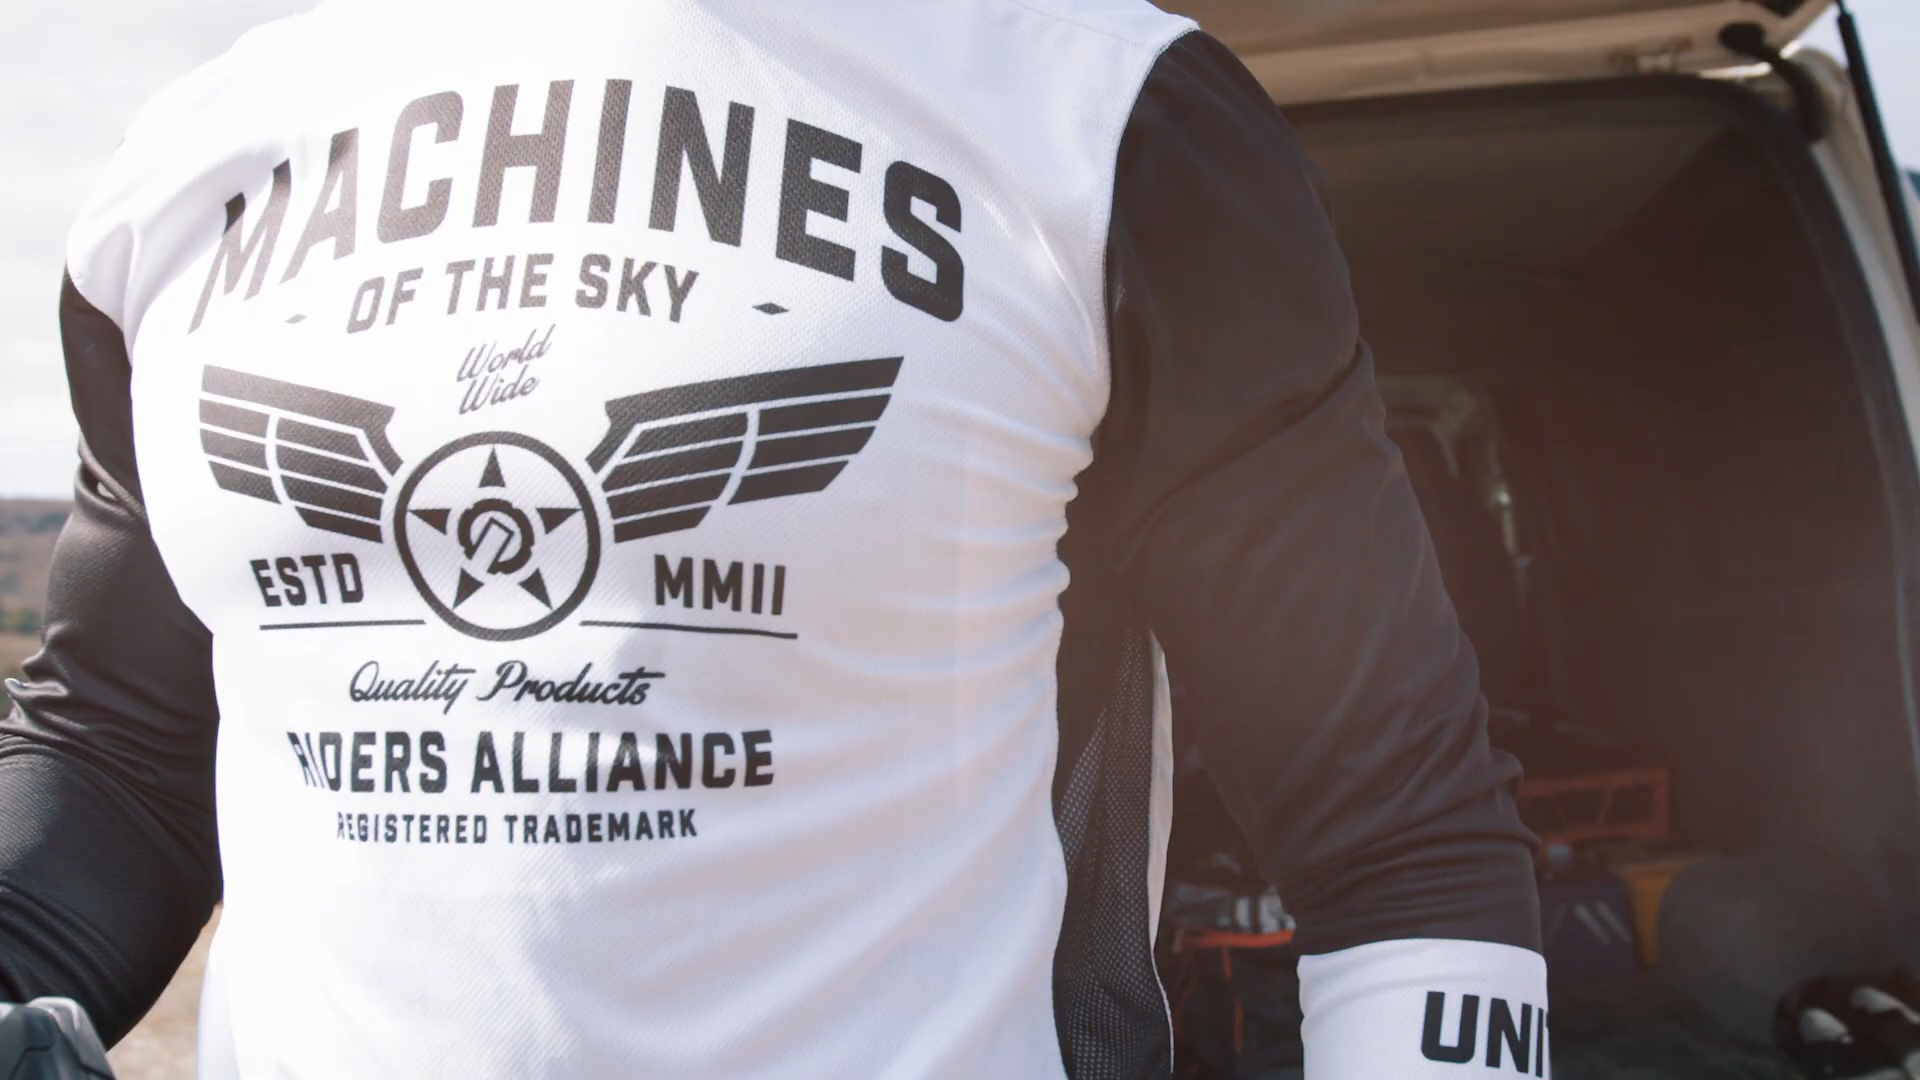 MACHINES
OF THE SKY
World
Wide
ESTD MMII
Quality Products
RIDERS ALLIANCE
REGISTERED TRADEMARK
UNI